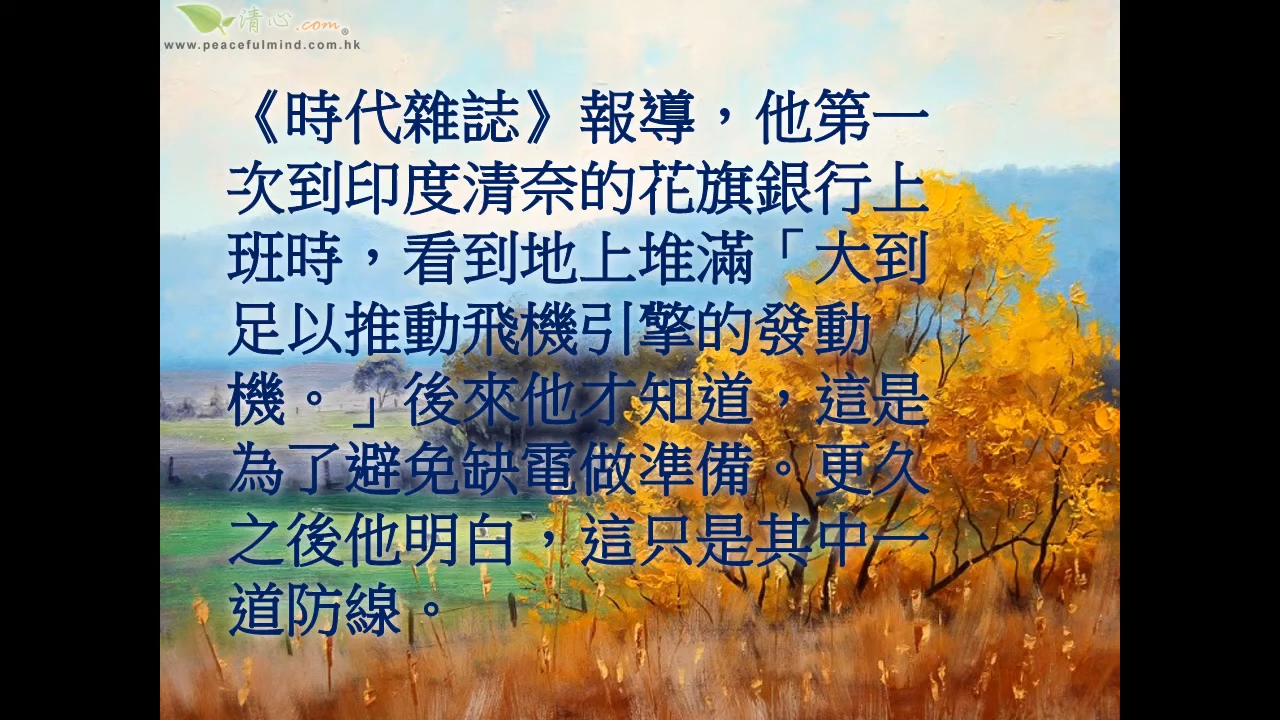 清心.com®
www.peacefulmind.com.hk
《時代雜誌》報導，他第一
次到印度清奈的花旗銀行上
班時，看到地上堆滿「大到
足以推動飛機引擎的發動
機。」後來他才知道，這是
為了避免缺電做準備。更久
之後他明白，這只是其中一
道防線。